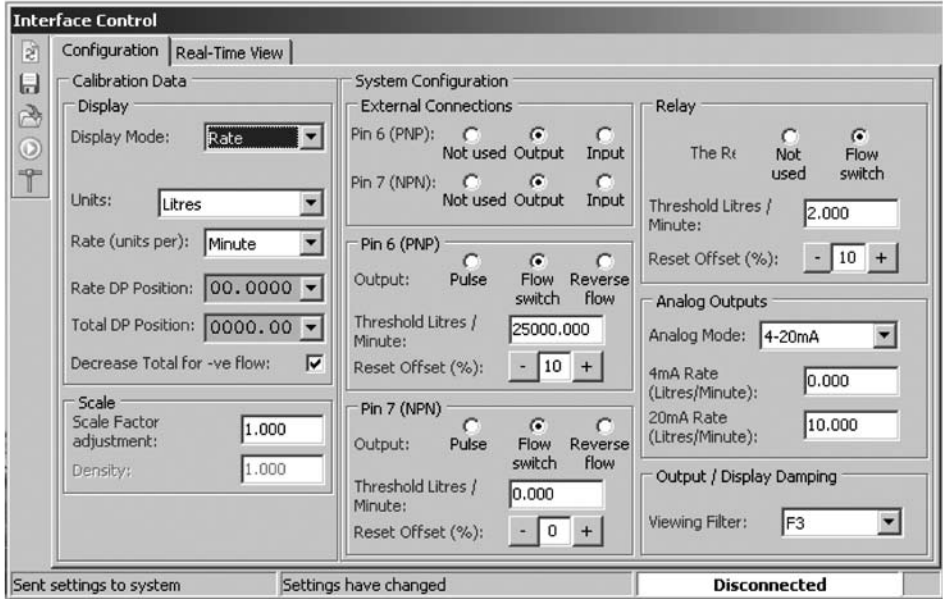 Interface Control
Configuration
Real-Time View
Calibration Data
Display
Display Mode: Rate
Units: Litres
Rate (units per): Minute
Rate DP Position: 00.0000
Total DP Position: 0000.00
Decrease Total for -ve flow:
Scale
Scale Factor
adjustment: 1.000
Density: 1.000
System Configuration
External Connections
Pin 6 (PNP):
Not used Output Input
Pin 7 (NPN):
Not used Output Input
Pin 6 (PNP)
Output: Pulse Flow switch Reverse flow
Threshold Litres /
Minute: 25000.000
Reset Offset (%): - 10 +
Pin 7 (NPN)
Output: Pulse Flow switch Reverse flow
Threshold Litres /
Minute: 0.000
Reset Offset (%): - 0 +
Relay
The Re Not used Flow switch
Threshold Litres /
Minute: 2.000
Reset Offset (%): - 10 +
Analog Outputs
Analog Mode: 4-20mA
4mA Rate
(Litres/Minute): 0.000
20mA Rate
(Litres/Minute): 10.000
Output / Display Damping
Viewing Filter: F3
Sent settings to system
Settings have changed
Disconnected